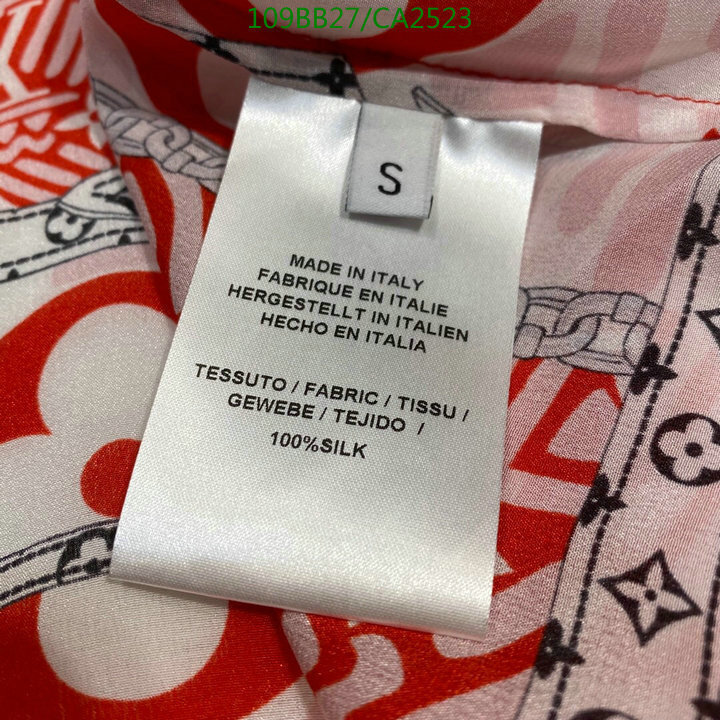 109BB27/CA2523
S
MADE IN ITALY
FABRIQUE EN ITALIE
HERGESTELLT IN ITALIEN
HECHO EN ITALIA
TESSUTO / FABRIC / TISSU /
GEWEBE / TEJIDO /
100%SILK